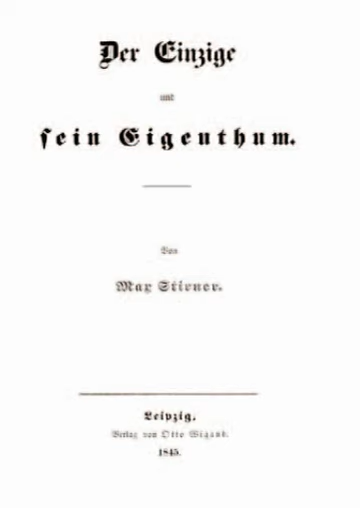 Der Einzige
und
sein Eigenthum.
Von
Max Stirner.
Leipzig.
Verlag von Otto Wigand.
1845.